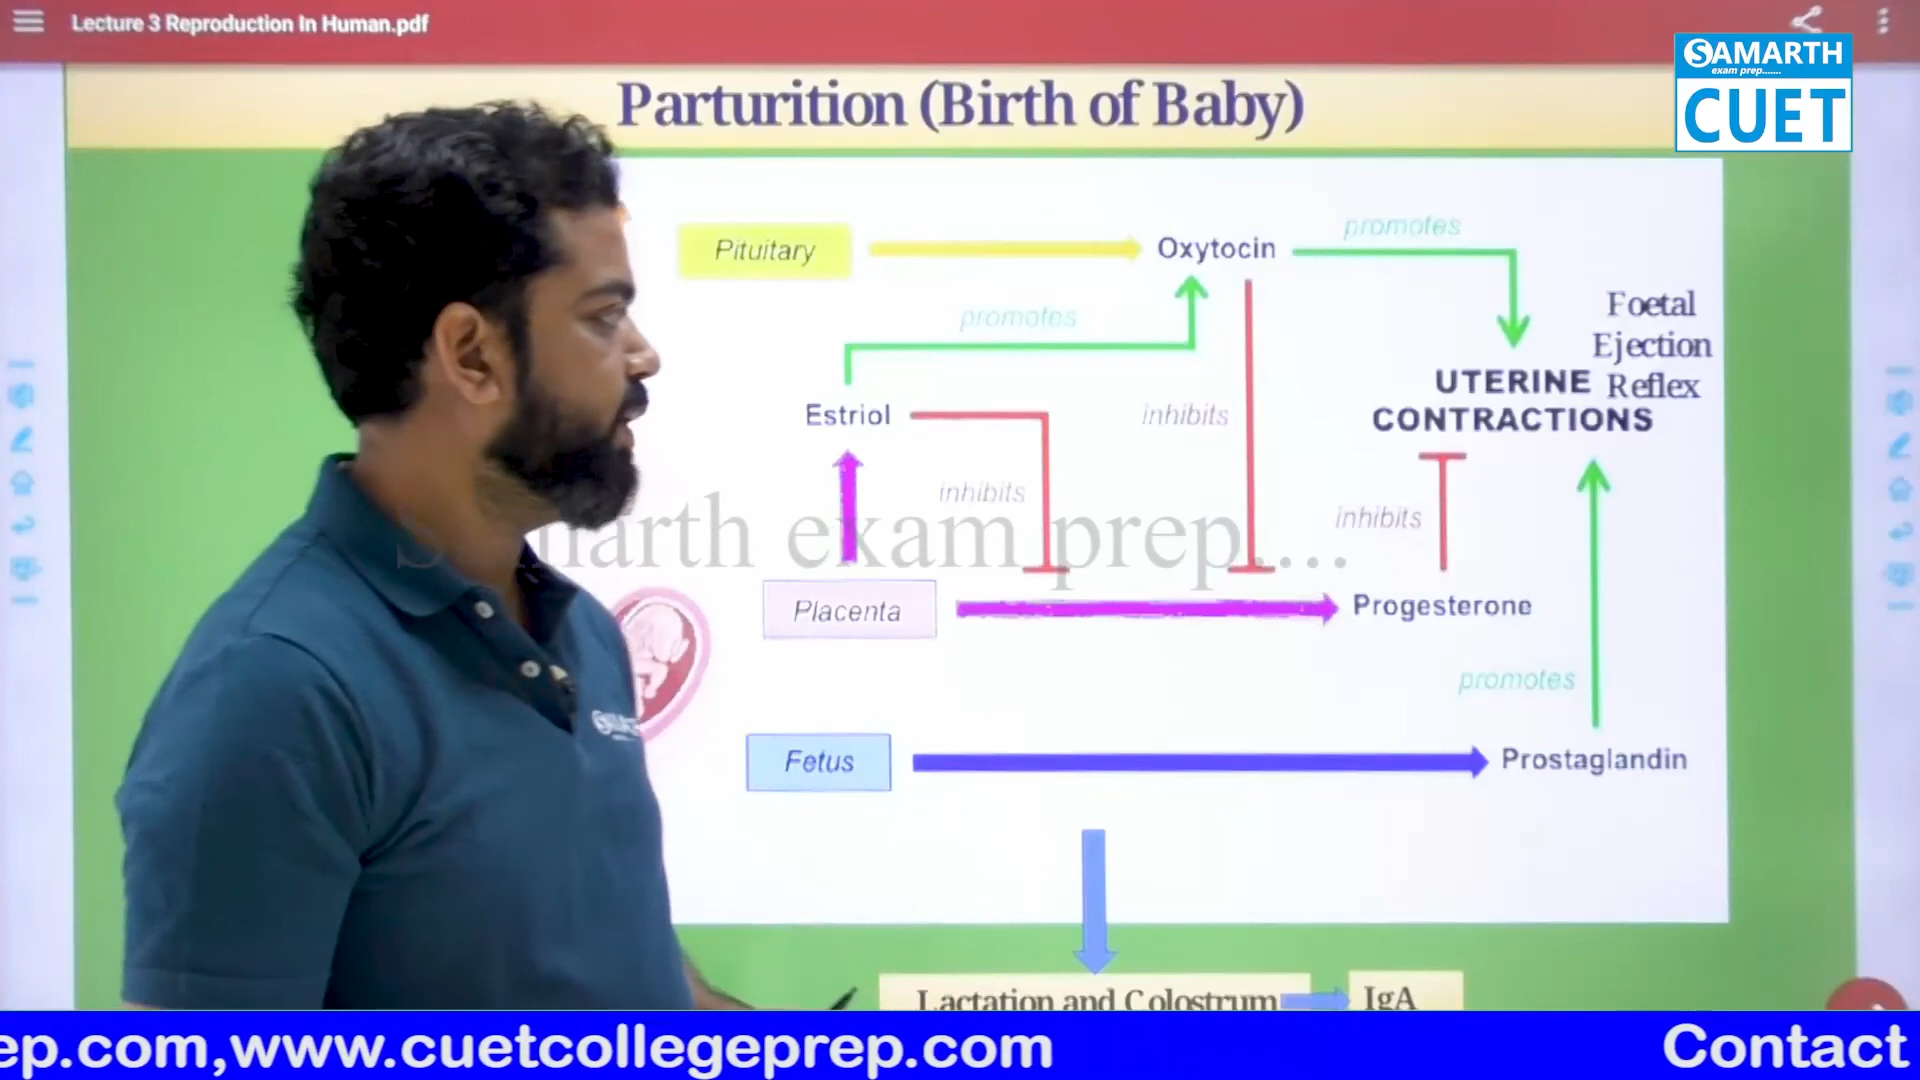 Lecture 3 Reproduction In Human.pdf
SAMARTH
exam prep.......
CUET
Parturition (Birth of Baby)
Pituitary
Oxytocin
promotes
promotes
Foetal
Ejection
Reflex
UTERINE
CONTRACTIONS
Estriol
inhibits
inhibits
inhibits
Samarth exam prep....
Placenta
Progesterone
promotes
Fetus
Prostaglandin
Lactation and Colostrum
IgA
ep.com,www.cuetcollegeprep.com
Contact